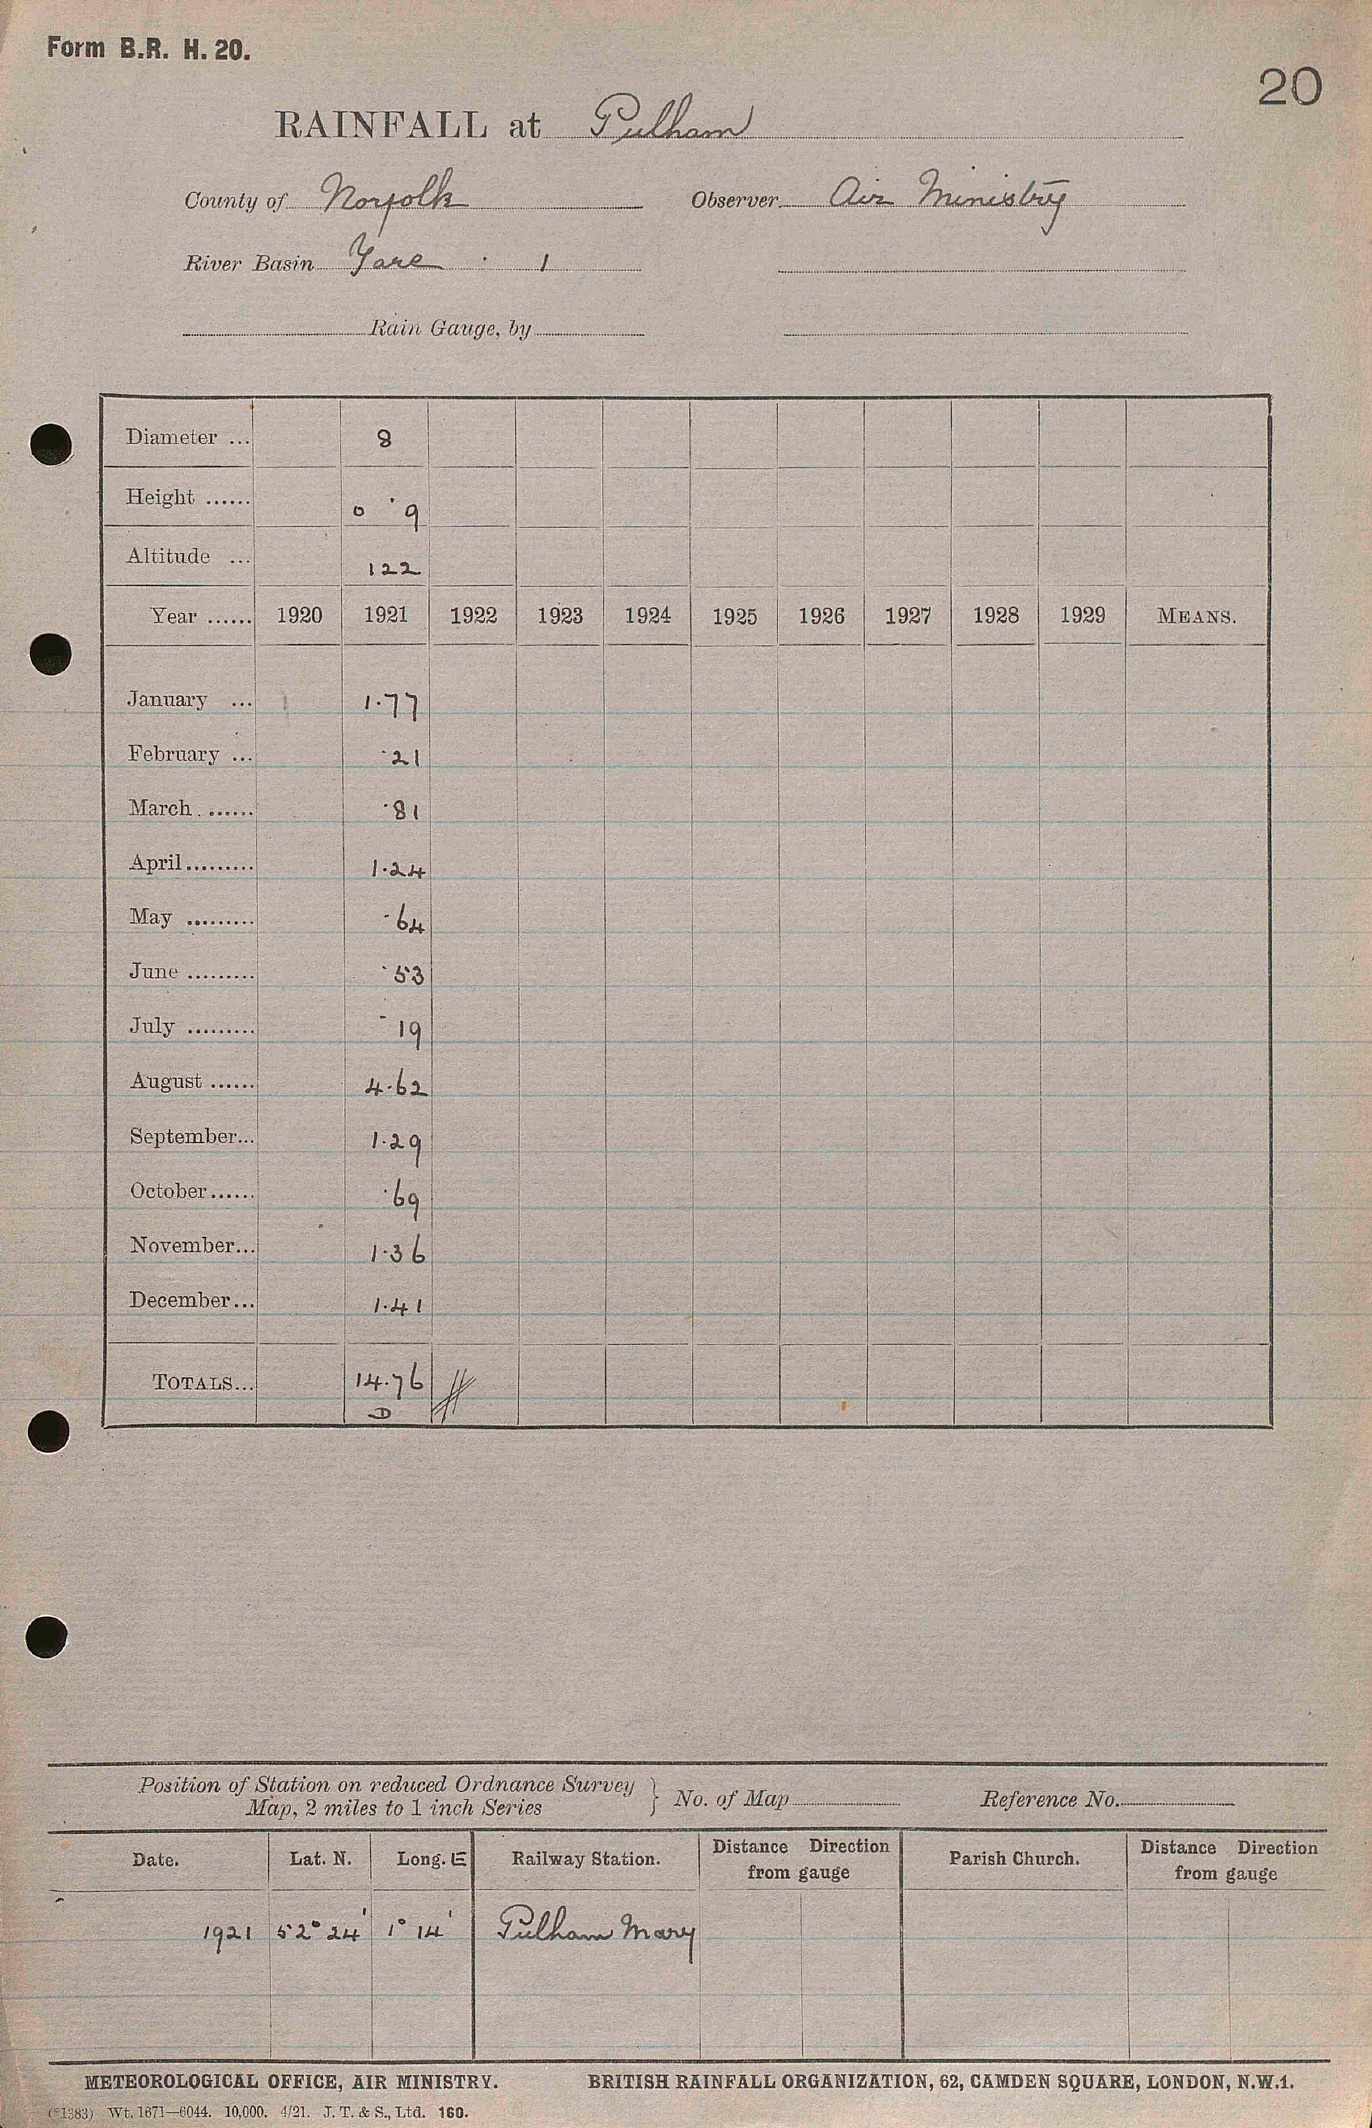 Form B.R. H. 20.
20
RAINFALL at Pulham
County of Norfolk Observer Air Ministry
River Basin Yare · 1
Rain Gauge, by
Diameter ... 8
Height ...... 0 ' 9
Altitude ... 122
Year ...... 1920 1921 1922 1923 1924 1925 1926 1927 1928 1929 MEANS.
January ... 1.77
February ... .21
March ...... .81
April ......... 1.24
May ......... .64
June ......... .53
July ......... .19
August ...... 4.62
September... 1.29
October ...... .69
November... 1.36
December... 1.41
TOTALS... 14.76
D
Position of Station on reduced Ordnance Survey
Map, 2 miles to 1 inch Series } No. of Map Reference No.
Date. Lat. N. Long. E Railway Station. Distance Direction from gauge Parish Church. Distance Direction from gauge
1921 52° 24' 1° 14' Pulham Mary
METEOROLOGICAL OFFICE, AIR MINISTRY. BRITISH RAINFALL ORGANIZATION, 62, CAMDEN SQUARE, LONDON, N.W.1.
(*1383) Wt. 1671—6044. 10,000. 4/21. J. T. & S., Ltd. 160.